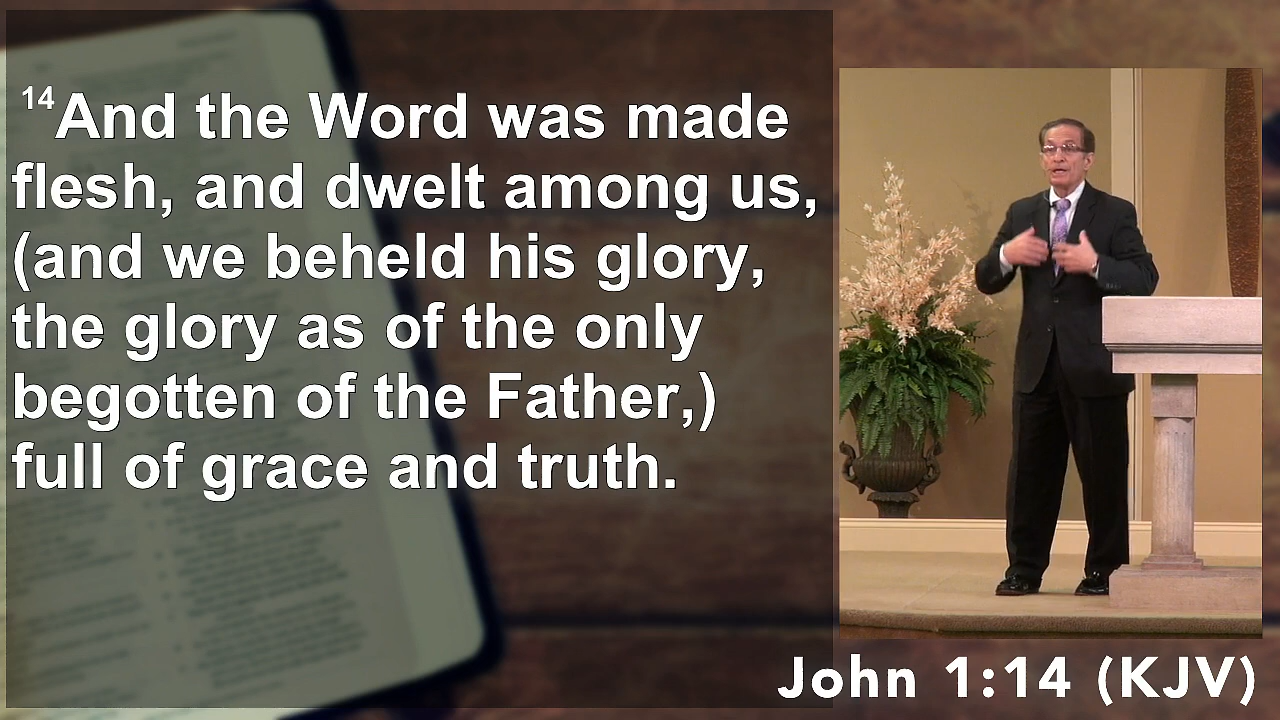 14And the Word was made
flesh, and dwelt among us,
(and we beheld his glory,
the glory as of the only
begotten of the Father,)
full of grace and truth.
John 1:14 (KJV)